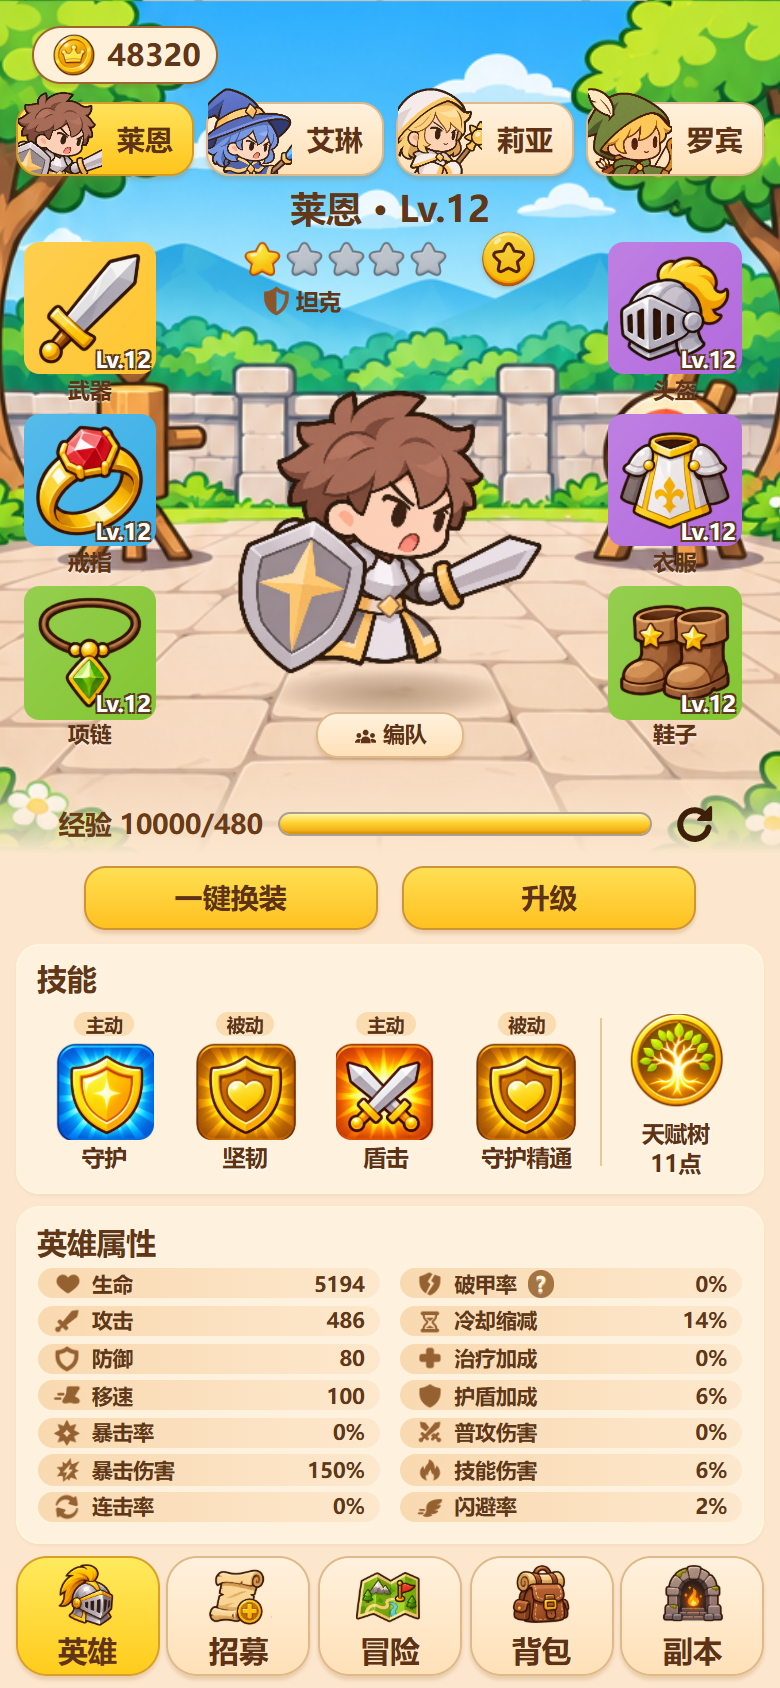 48320
莱恩
艾琳
莉亚
罗宾
莱恩·Lv.12
坦克
Lv.12
武器
Lv.12
头盔
Lv.12
戒指
Lv.12
衣服
Lv.12
项链
Lv.12
鞋子
编队
经验 10000/480
一键换装
升级
技能
主动
被动
主动
被动
守护
坚韧
盾击
守护精通
天赋树
11点
英雄属性
生命 5194
破甲率 ? 0%
攻击 486
冷却缩减 14%
防御 80
治疗加成 0%
移速 100
护盾加成 6%
暴击率 0%
普攻伤害 0%
暴击伤害 150%
技能伤害 6%
连击率 0%
闪避率 2%
英雄
招募
冒险
背包
副本